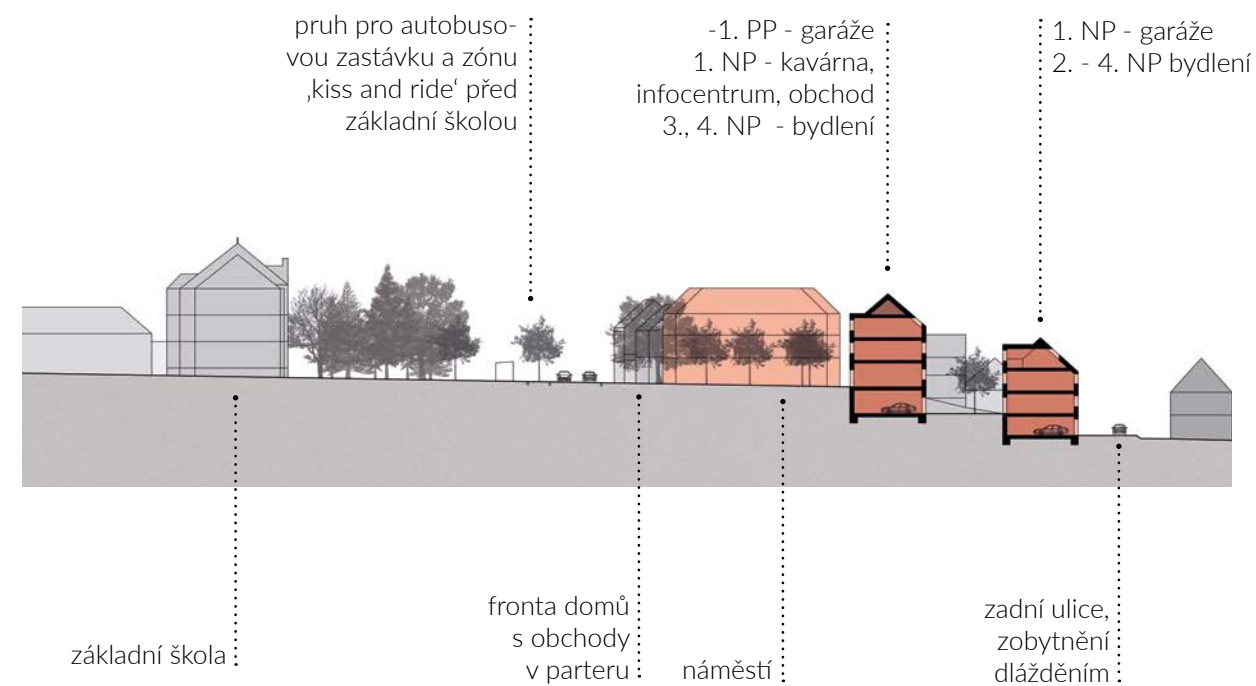 pruh pro autobuso-
vou zastávku a zónu
‚kiss and ride‘ před
základní školou
-1. PP - garáže
1. NP - kavárna,
infocentrum, obchod
3., 4. NP - bydlení
1. NP - garáže
2. - 4. NP bydlení
základní škola
fronta domů
s obchody
v parteru
náměstí
zadní ulice,
zobytnění
dlážděním